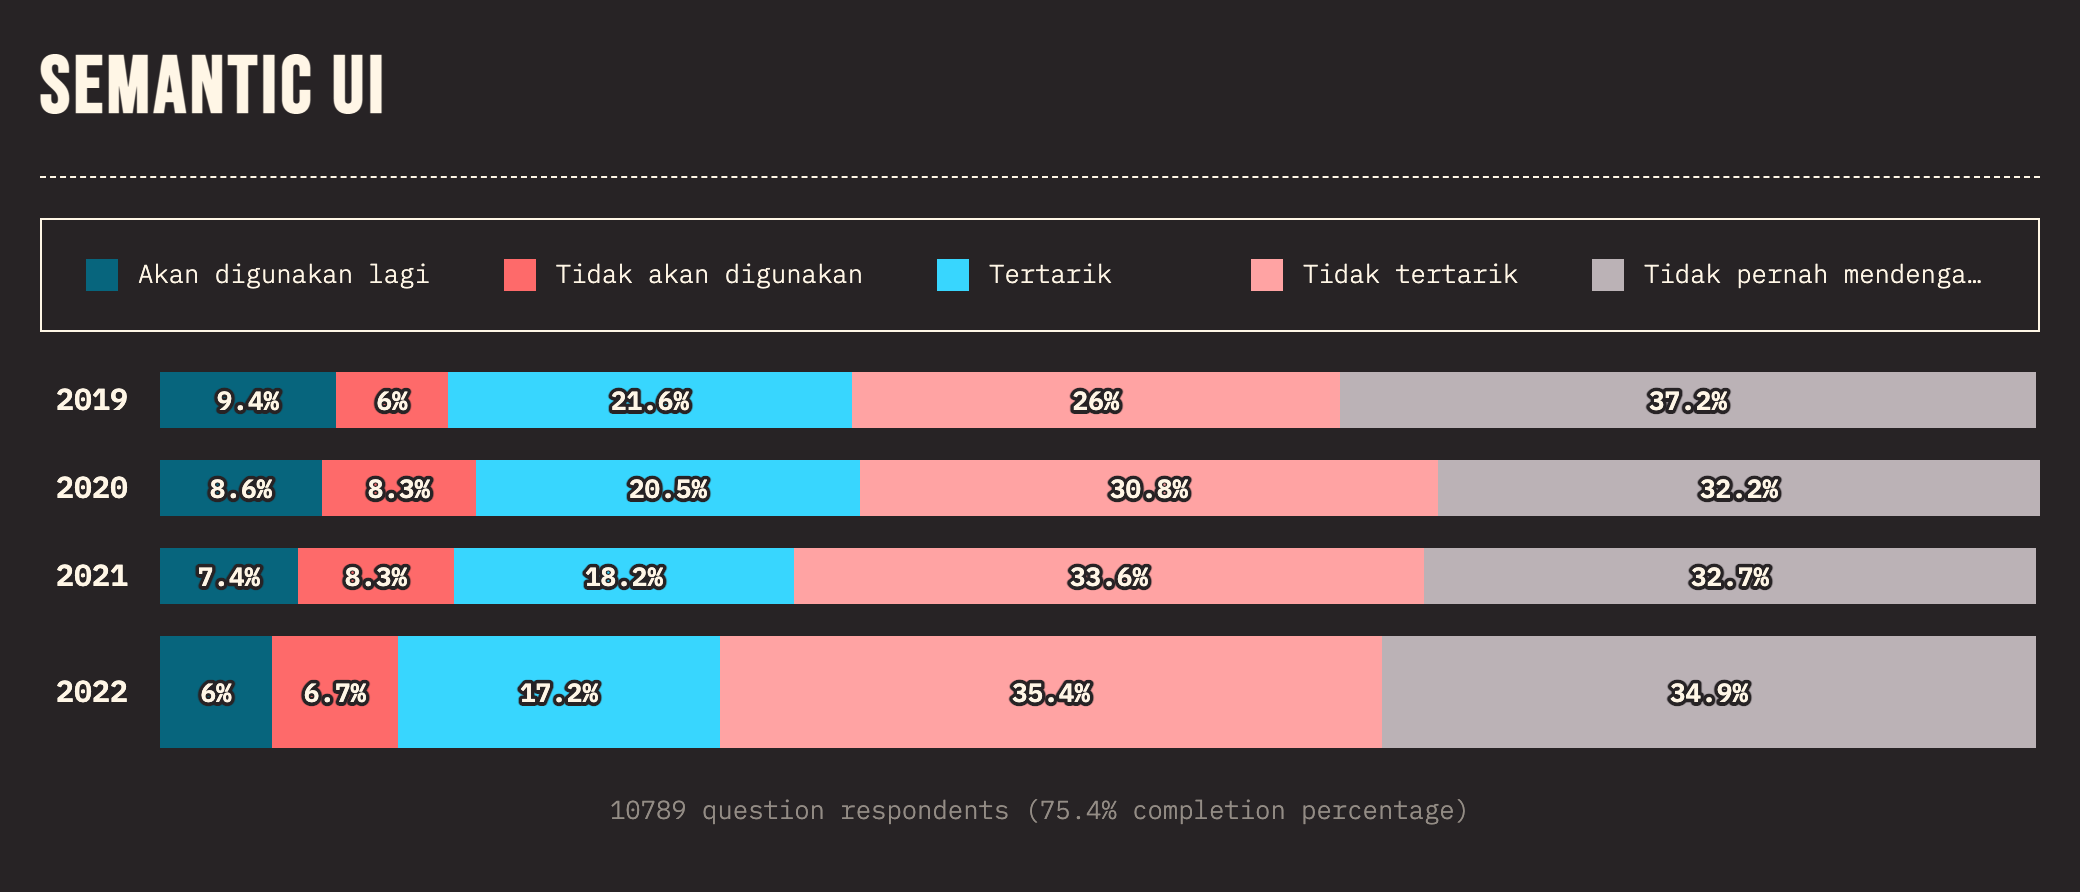 SEMANTIC UI
Akan digunakan lagi Tidak akan digunakan Tertarik Tidak tertarik Tidak pernah mendenga…
2019 9.4% 6% 21.6% 26% 37.2%
2020 8.6% 8.3% 20.5% 30.8% 32.2%
2021 7.4% 8.3% 18.2% 33.6% 32.7%
2022 6% 6.7% 17.2% 35.4% 34.9%
10789 question respondents (75.4% completion percentage)